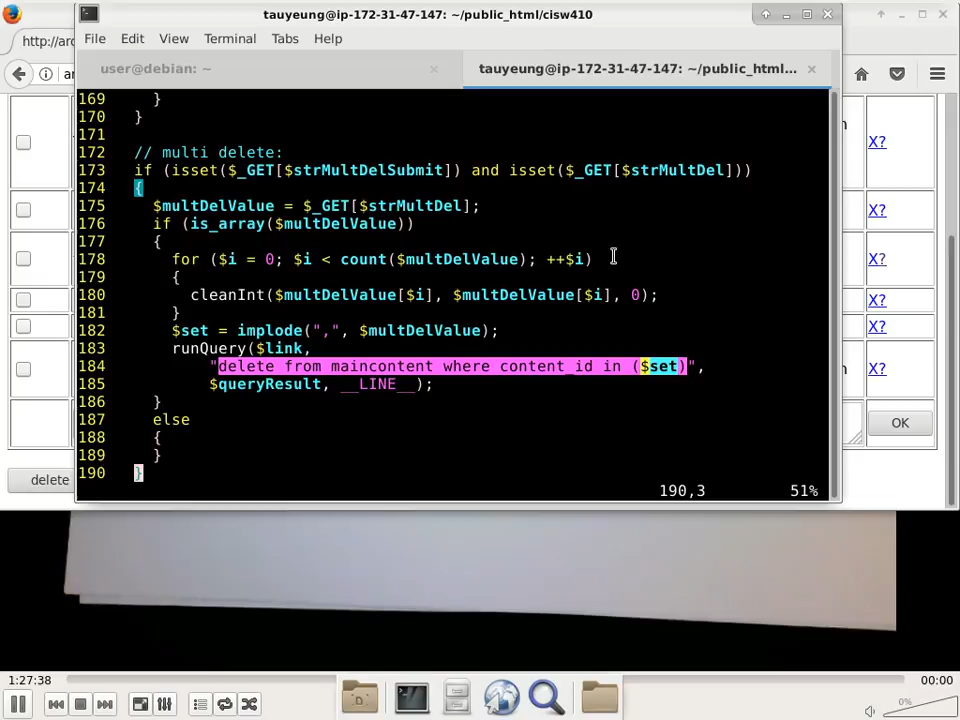 tauyeung@ip-172-31-47-147: ~/public_html/cisw410
File Edit View Terminal Tabs Help
http://arc
user@debian: ~
tauyeung@ip-172-31-47-147: ~/public_html...
169 }
170 }
171
172 // multi delete:
173 if (isset($_GET[$strMultDelSubmit]) and isset($_GET[$strMultDel]))
174 {
175 $multDelValue = $_GET[$strMultDel];
176 if (is_array($multDelValue))
177 {
178 for ($i = 0; $i < count($multDelValue); ++$i)
179 {
180 cleanInt($multDelValue[$i], $multDelValue[$i], 0);
181 }
182 $set = implode(",", $multDelValue);
183 runQuery($link,
184 "delete from maincontent where content_id in ($set)",
185 $queryResult, __LINE__);
186 }
187 else
188 {
189 }
190 }
190,3 51%
X?
X?
X?
X?
X?
X?
OK
delete
1:27:38
00:00
0%